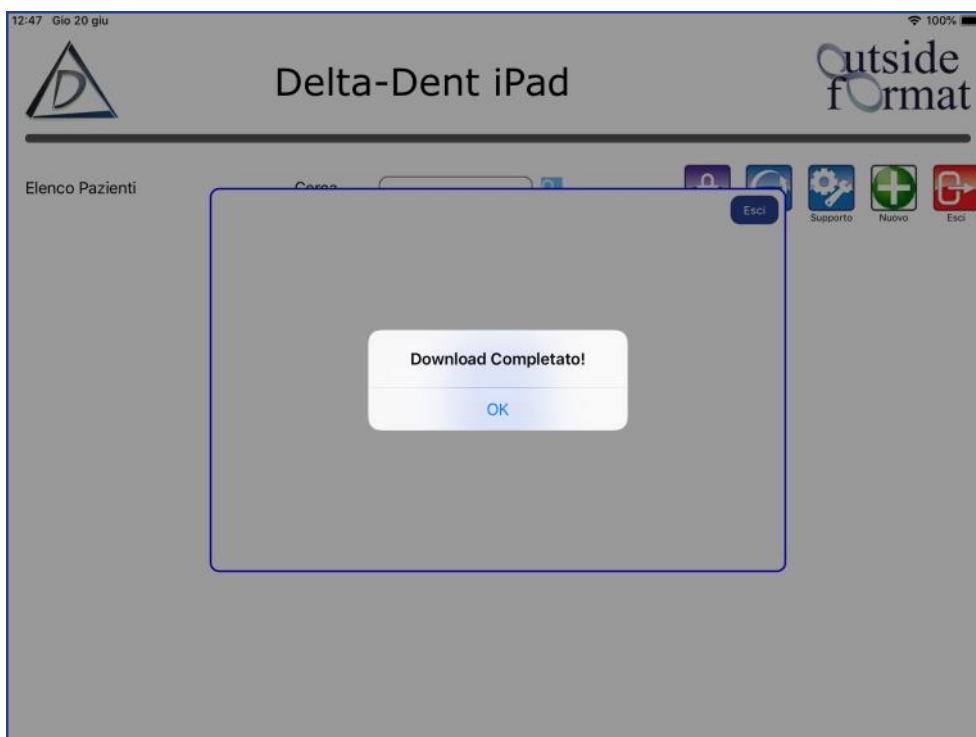 12:47 Gio 20 giu
100%
D
Delta-Dent iPad
Outside
format
Elenco Pazienti
Cerca
Esci
Supporto
Nuovo
Esci
Download Completato!
OK